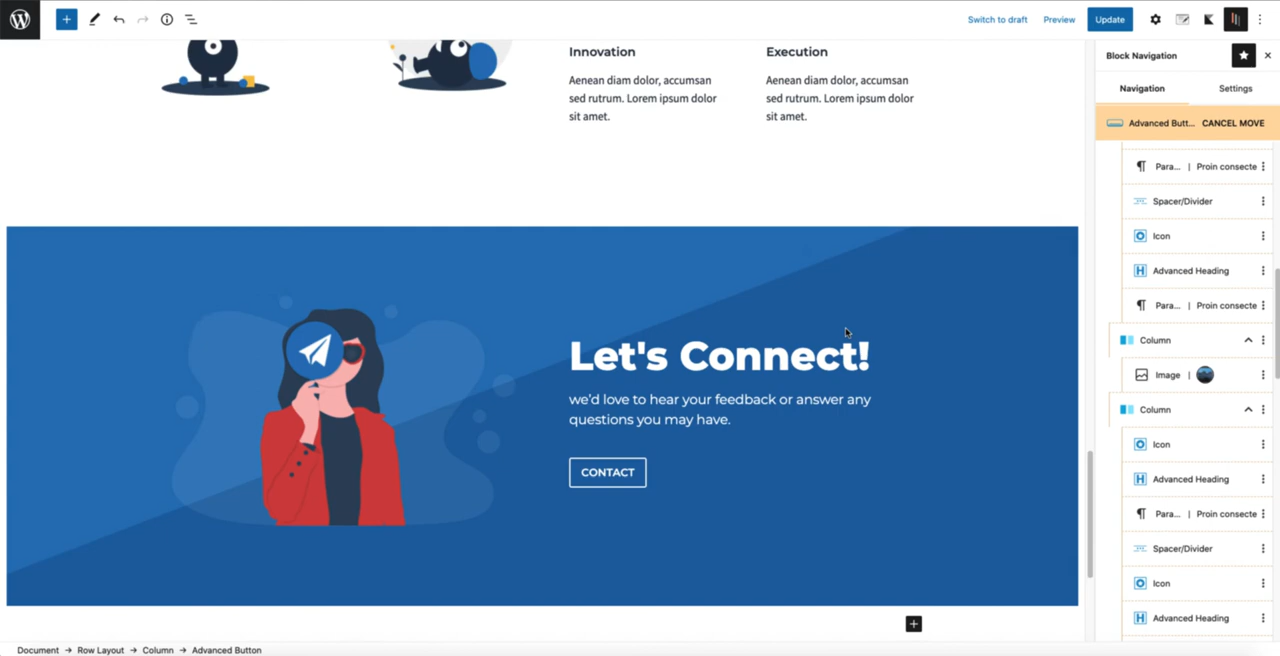 Switch to draft
Preview
Update
Innovation
Aenean diam dolor, accumsan
sed rutrum. Lorem ipsum dolor
sit amet.
Execution
Aenean diam dolor, accumsan
sed rutrum. Lorem ipsum dolor
sit amet.
Let's Connect!
we'd love to hear your feedback or answer any
questions you may have.
CONTACT
Block Navigation
Navigation
Settings
Advanced Butt... CANCEL MOVE
Para... | Proin consecte
Spacer/Divider
Icon
Advanced Heading
Para... | Proin consecte
Column
Image |
Column
Icon
Advanced Heading
Para... | Proin consecte
Spacer/Divider
Icon
Advanced Heading
Document → Row Layout → Column → Advanced Button